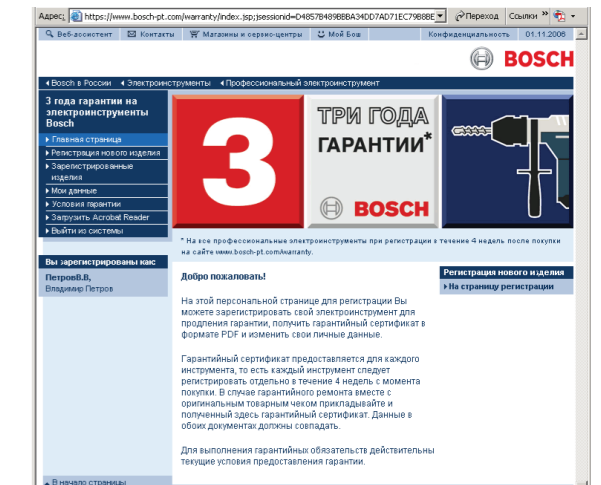 Адрес: https://www.bosch-pt.com/warranty/index.jsp;jsessionid=D4857B489BBBA34DD7AD71EC79B8BE Переход Ссылки »
Веб-ассистент Контакты Магазины и сервис-центры Мой Бош Конфиденциальность 01.11.2006
BOSCH
Bosch в России Электроинструменты Профессиональный электроинструмент
3 года гарантии на
электроинструменты
Bosch
Главная страница
Регистрация нового изделия
Зарегистрированные
изделия
Мои данные
Условия гарантии
Загрузить Acrobat Reader
Выйти из системы
3
ТРИ ГОДА
ГАРАНТИИ*
BOSCH
* На все профессиональные электроинструменты при регистрации в течение 4 недель после покупки
на сайте www.bosch-pt.com/warranty.
Вы зарегистрированы как:
ПетровВ.В,
Владимир Петров
Добро пожаловать!
На этой персональной странице для регистрации Вы
можете зарегистрировать свой электроинструмент для
продления гарантии, получить гарантийный сертификат в
формате PDF и изменить свои личные данные.
Гарантийный сертификат предоставляется для каждого
инструмента, то есть каждый инструмент следует
регистрировать отдельно в течение 4 недель с момента
покупки. В случае гарантийного ремонта вместе с
оригинальным товарным чеком прикладывайте и
полученный здесь гарантийный сертификат. Данные в
обоих документах должны совпадать.
Для выполнения гарантийных обязательств действительны
текущие условия предоставления гарантии.
Регистрация нового изделия
На страницу регистрации
В начало страницы